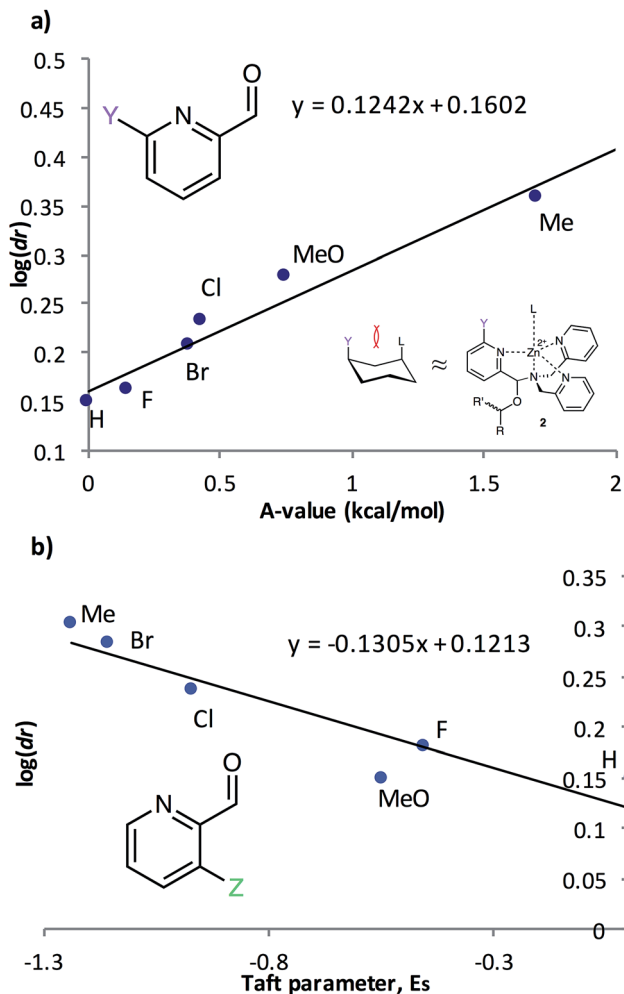 a)
0.5
0.45
0.4
0.35
0.3
0.25
0.2
0.15
0.1
log(dr)
Y
N
O
y = 0.1242x + 0.1602
H
F
Br
Cl
MeO
Me
Y
L
≈
Y
L
N
Zn
2+
N
N
N
O
R'
R
2
0
0.5
1
1.5
2
A-value (kcal/mol)
b)
0.35
0.3
0.25
0.2
0.15
0.1
0.05
0
log(dr)
Me
Br
Cl
y = -0.1305x + 0.1213
F
MeO
H
N
O
Z
-1.3
-0.8
-0.3
Taft parameter, Es